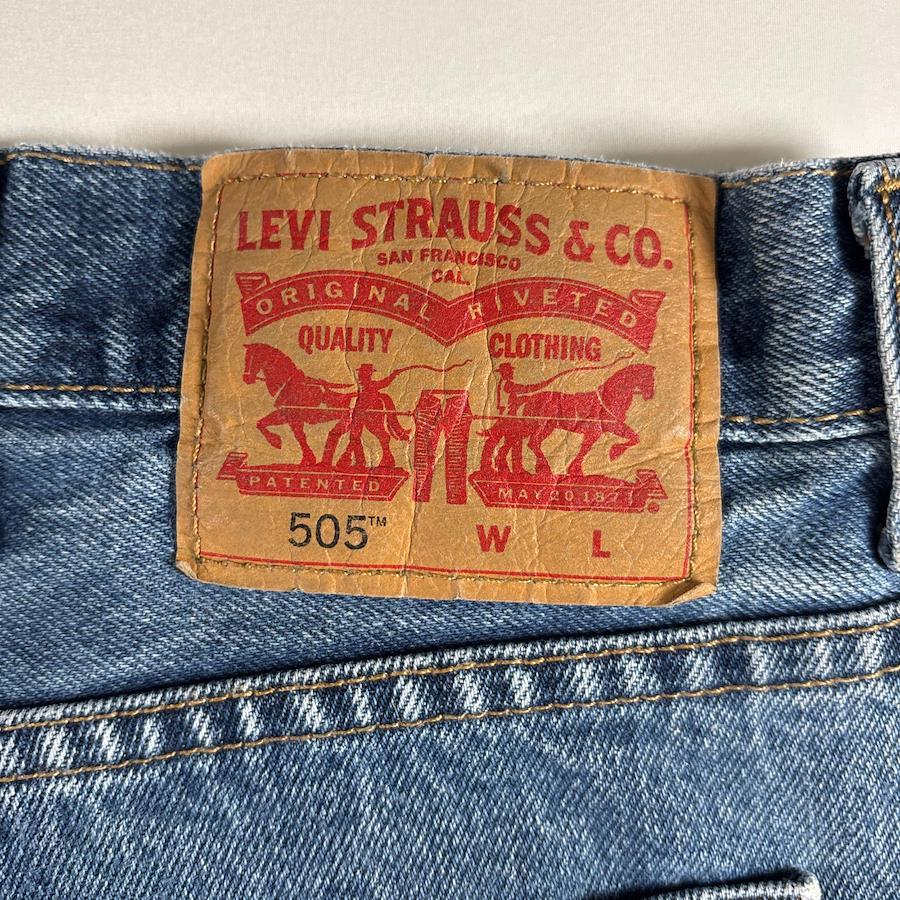 LEVI STRAUSS & CO.
SAN FRANCISCO
CAL.
ORIGINAL RIVETED
QUALITY CLOTHING
PATENTED MAY 20 1873
505™ W L